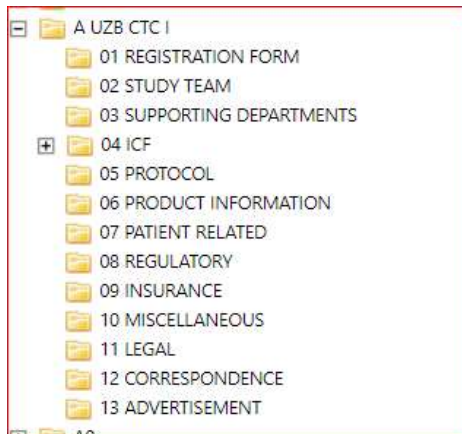 A UZB CTC I
01 REGISTRATION FORM
02 STUDY TEAM
03 SUPPORTING DEPARTMENTS
04 ICF
05 PROTOCOL
06 PRODUCT INFORMATION
07 PATIENT RELATED
08 REGULATORY
09 INSURANCE
10 MISCELLANEOUS
11 LEGAL
12 CORRESPONDENCE
13 ADVERTISEMENT